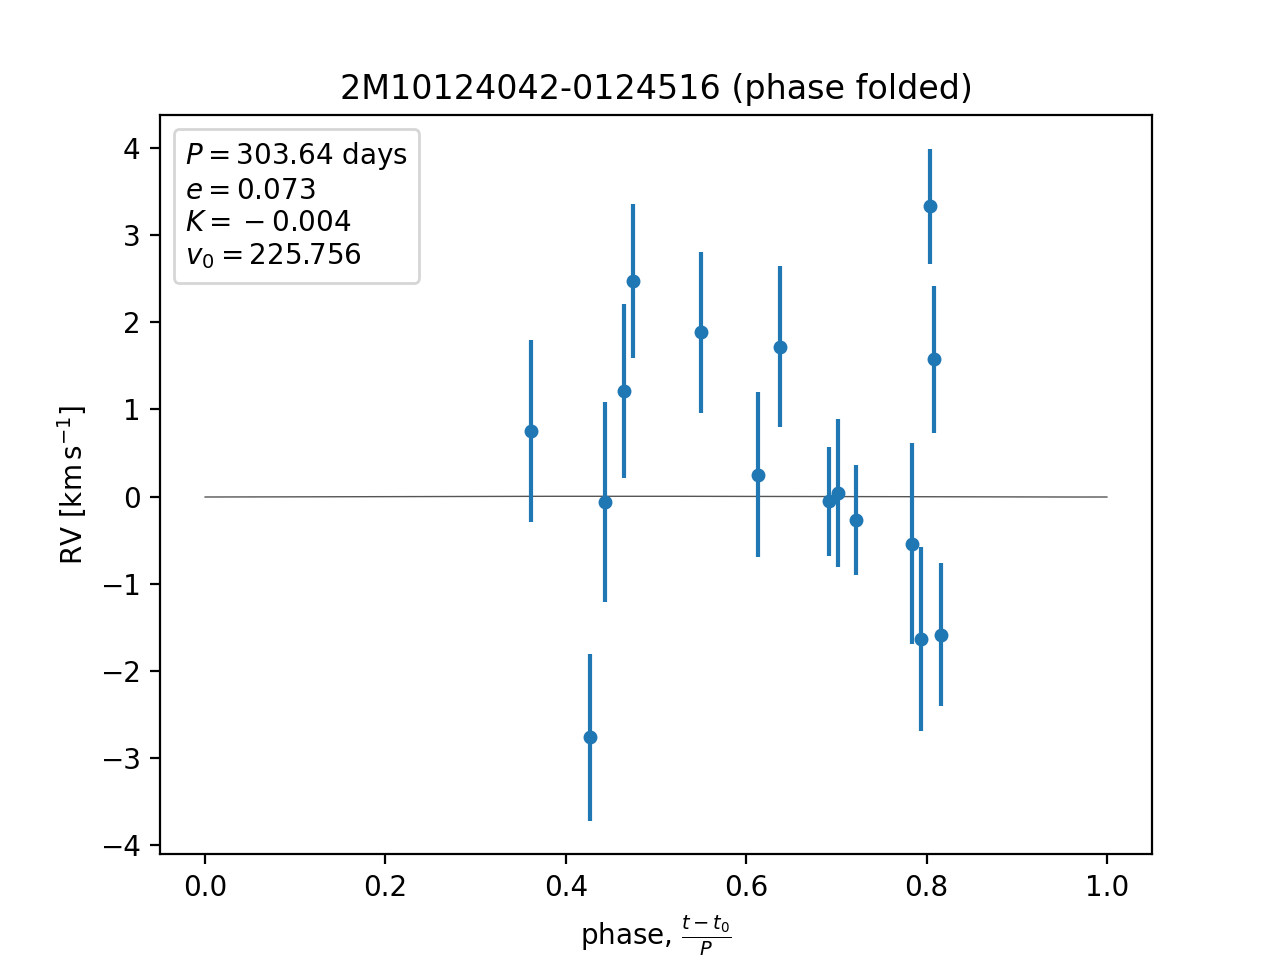 2M10124042-0124516 (phase folded)
P = 303.64 days
e = 0.073
K = −0.004
v₀ = 225.756
4
3
2
1
0
−1
−2
−3
−4
RV [km s⁻¹]
0.0 0.2 0.4 0.6 0.8 1.0
phase, (t − t₀)/P